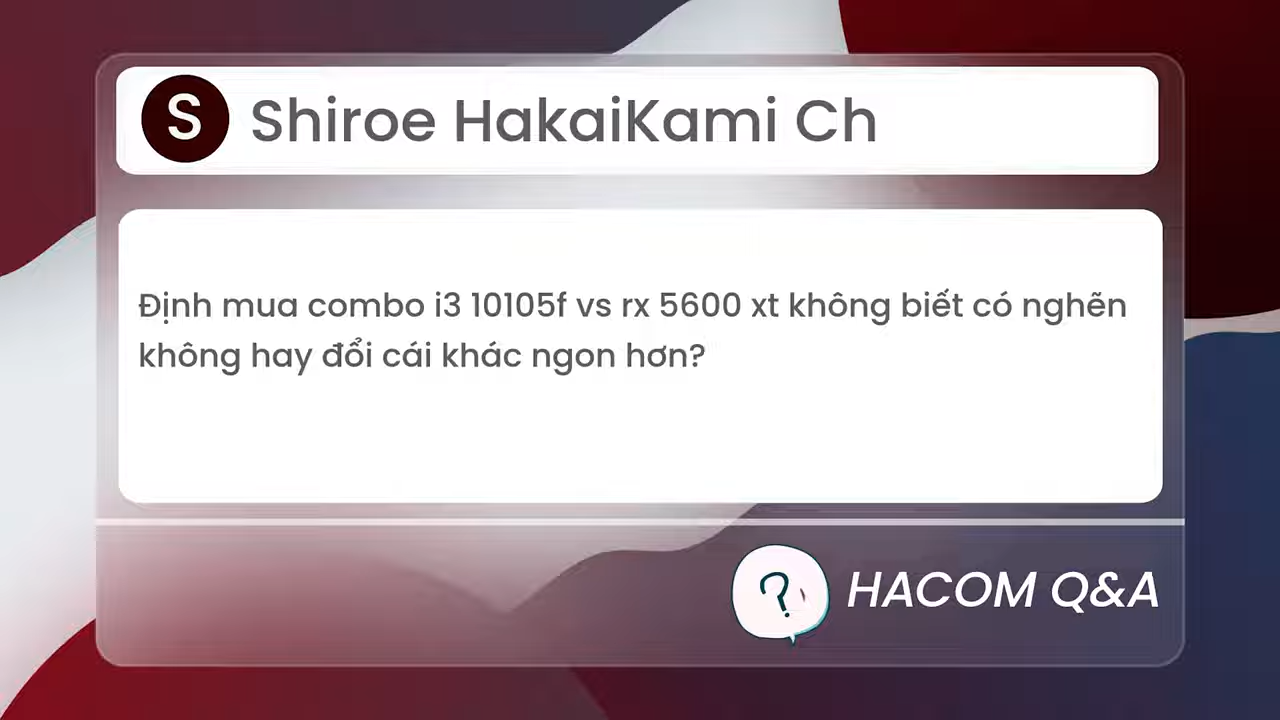 S
Shiroe HakaiKami Ch
Định mua combo i3 10105f vs rx 5600 xt không biết có nghẽn
không hay đổi cái khác ngon hơn?
?
HACOM Q&A